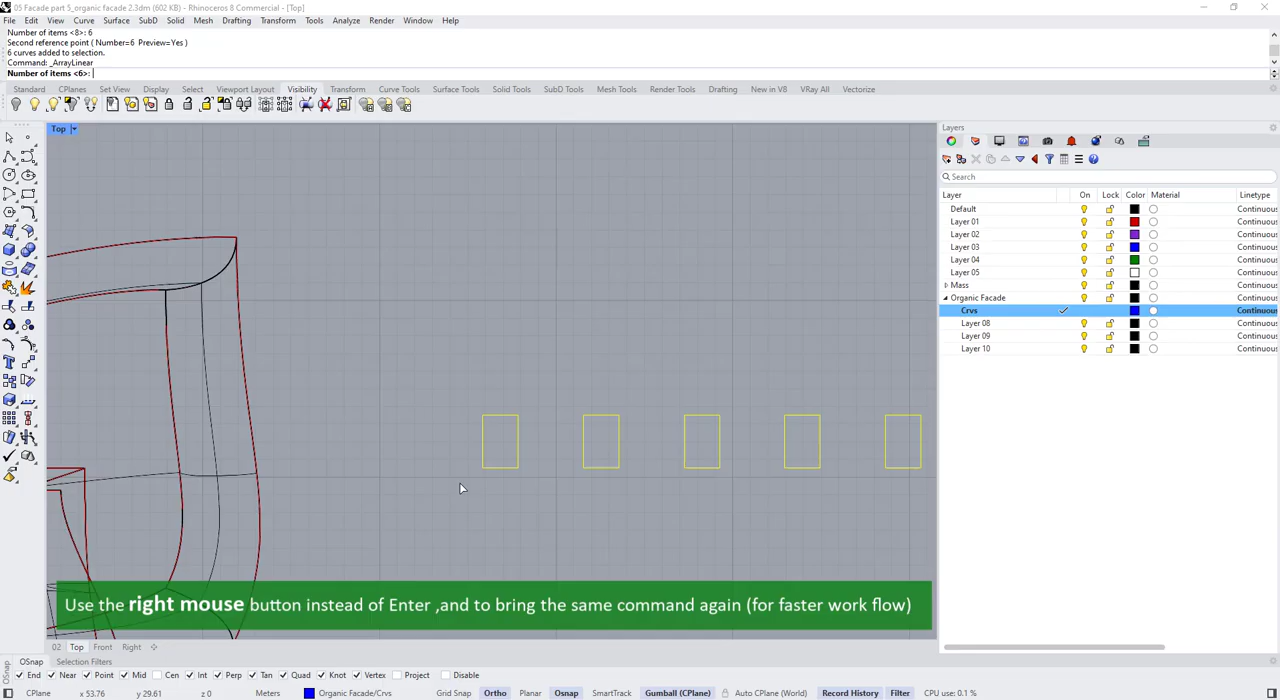 05 Facade part 5_organic facade 2.3dm (602 KB) - Rhinoceros 8 Commercial - [Top]
File Edit View Curve Surface SubD Solid Mesh Drafting Transform Tools Analyze Render Window Help
Number of items <8>: 6
Second reference point ( Number=6 Preview=Yes )
6 curves added to selection.
Command: _ArrayLinear
Number of items <6>:
Standard CPlanes Set View Display Select Viewport Layout Visibility Transform Curve Tools Surface Tools Solid Tools SubD Tools Mesh Tools Render Tools Drafting New in V8 VRay All Vectorize
Top
Layers
Search
Layer On Lock Color Material Linetype
Default Continuous
Layer 01 Continuous
Layer 02 Continuous
Layer 03 Continuous
Layer 04 Continuous
Layer 05 Continuous
Mass Continuous
Organic Facade Continuous
Crvs Continuous
Layer 08 Continuous
Layer 09 Continuous
Layer 10 Continuous
Use the right mouse button instead of Enter ,and to bring the same command again (for faster work flow)
02 Top Front Right
OSnap Selection Filters
OSnap
End Near Point Mid Cen Int Perp Tan Quad Knot Vertex Project Disable
CPlane x 53.76 y 29.61 z 0 Meters Organic Facade/Crvs Grid Snap Ortho Planar Osnap SmartTrack Gumball (CPlane) Auto CPlane (World) Record History Filter CPU use: 0.1 %